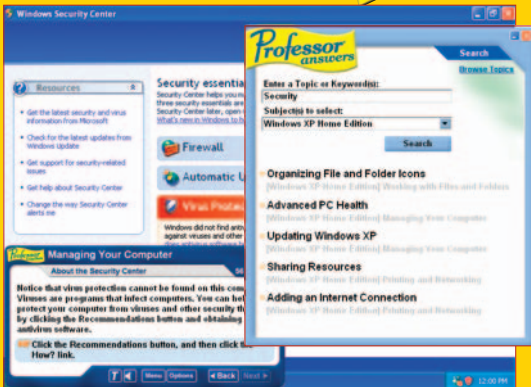 Windows Security Center
Resources
Get the latest security and virus
information from Microsoft
Check for the latest updates from
Windows Update
Get support for security-related
issues
Get help about Security Center
Change the way Security Center
alerts me
Security essentia
Security Center helps you m
three security essentials are
Security Center later, open
What's new in Windows to h
Firewall
Automatic U
Virus Protec
Windows did not find antiv
against viruses and other
Professor
answers
Search
Browse Topics
Enter a Topic or Keyword(s):
Security
Subject(s) to select:
Windows XP Home Edition
Search
Organizing File and Folder Icons
[Windows XP Home Edition] Working with Files and Folders
Advanced PC Health
[Windows XP Home Edition] Managing Your Computer
Updating Windows XP
[Windows XP Home Edition] Managing Your Computer
Sharing Resources
[Windows XP Home Edition] Printing and Networking
Adding an Internet Connection
[Windows XP Home Edition] Printing and Networking
Professor Managing Your Computer
About the Security Center
Notice that virus protection cannot be found on this com
Viruses are programs that infect computers. You can hel
protect your computer from viruses and other security th
by clicking the Recommendations button and obtaining
antivirus software.
Click the Recommendations button, and then click the
How? link.
Menu Options Back Next
12:00 PM